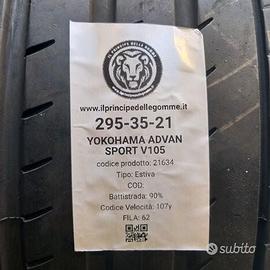 IL PRINCIPE DELLE GOMME
www.ilprincipedellegomme.it
295-35-21
YOKOHAMA ADVAN
SPORT V105
codice prodotto: 21634
Tipo: Estiva
COD:
Battistrada: 90%
Codice Velocità: 107y
FILA: 62
subito